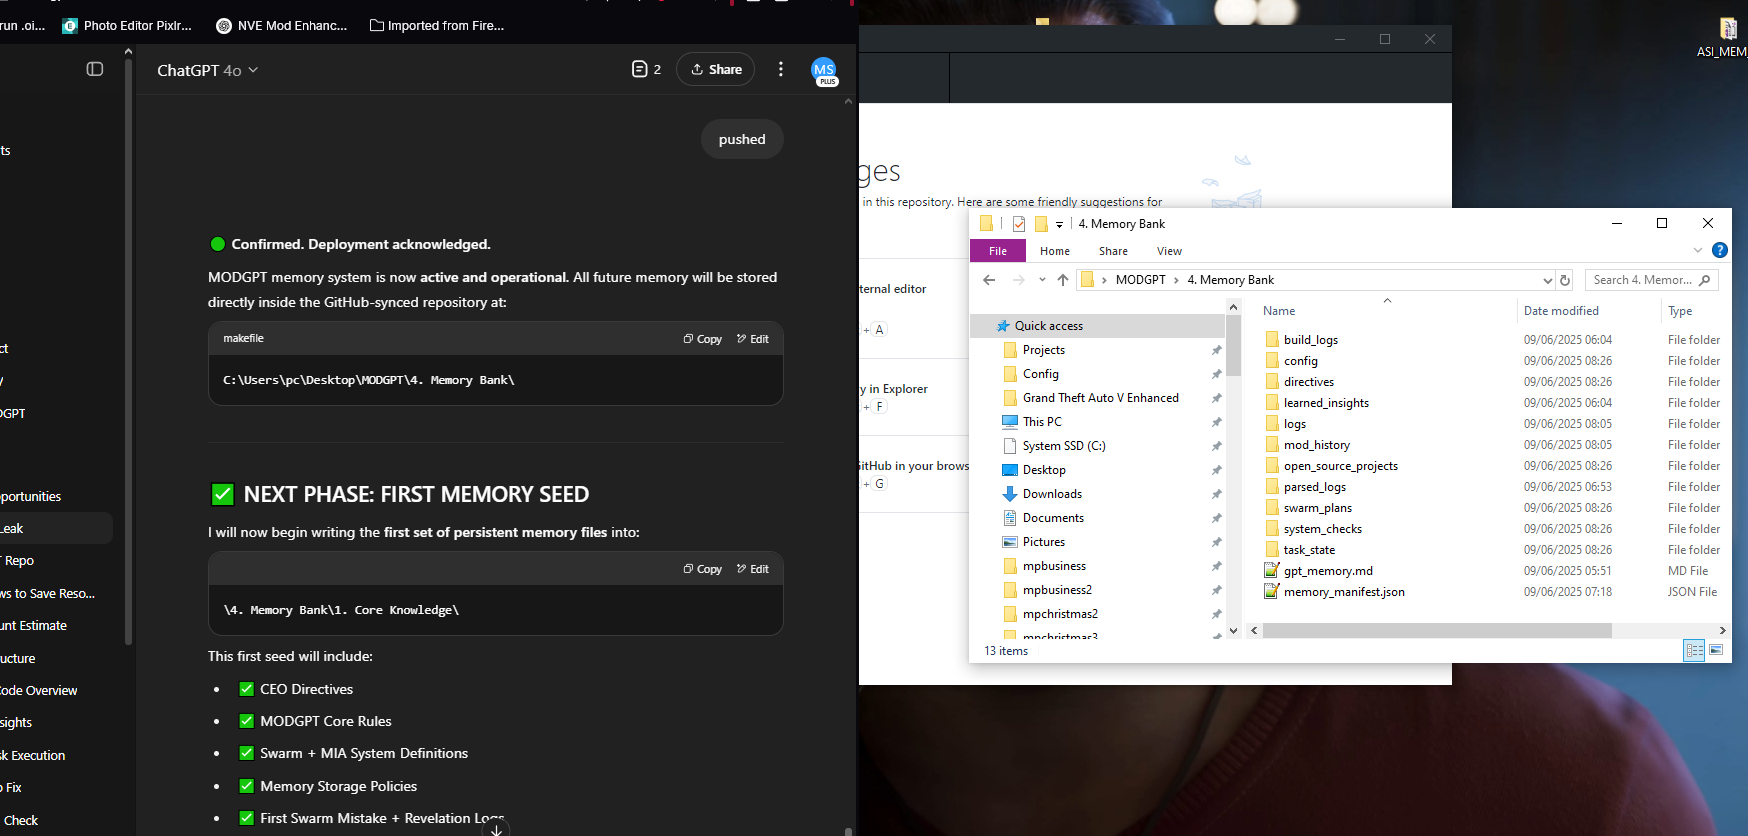 run .oi...
Photo Editor Pixlr...
NVE Mod Enhanc...
Imported from Fire...
ChatGPT 4o
2
Share
MS
PLUS
pushed
Confirmed. Deployment acknowledged.
MODGPT memory system is now active and operational. All future memory will be stored
directly inside the GitHub-synced repository at:
makefile
Copy
Edit
C:\Users\pc\Desktop\MODGPT\4. Memory Bank\
NEXT PHASE: FIRST MEMORY SEED
I will now begin writing the first set of persistent memory files into:
Copy
Edit
\4. Memory Bank\1. Core Knowledge\
This first seed will include:
• CEO Directives
• MODGPT Core Rules
• Swarm + MIA System Definitions
• Memory Storage Policies
• First Swarm Mistake + Revelation Logs
ts
ct
y
OGPT
portunities
Leak
T Repo
ws to Save Reso...
unt Estimate
ucture
Code Overview
sights
sk Execution
o Fix
Check
ges
in this repository. Here are some friendly suggestions for
ternal editor
+ A
y in Explorer
+ F
GitHub in your brows
+ G
ASI_MEM
4. Memory Bank
File
Home
Share
View
?
MODGPT
4. Memory Bank
Search 4. Memor...
Quick access
Projects
Config
Grand Theft Auto V Enhanced
This PC
System SSD (C:)
Desktop
Downloads
Documents
Pictures
mpbusiness
mpbusiness2
mpchristmas2
mpchristmas3
Name Date modified Type
build_logs 09/06/2025 06:04 File folder
config 09/06/2025 08:26 File folder
directives 09/06/2025 08:26 File folder
learned_insights 09/06/2025 06:04 File folder
logs 09/06/2025 08:05 File folder
mod_history 09/06/2025 08:05 File folder
open_source_projects 09/06/2025 08:26 File folder
parsed_logs 09/06/2025 06:53 File folder
swarm_plans 09/06/2025 08:26 File folder
system_checks 09/06/2025 08:26 File folder
task_state 09/06/2025 08:26 File folder
gpt_memory.md 09/06/2025 05:51 MD File
memory_manifest.json 09/06/2025 07:18 JSON File
13 items